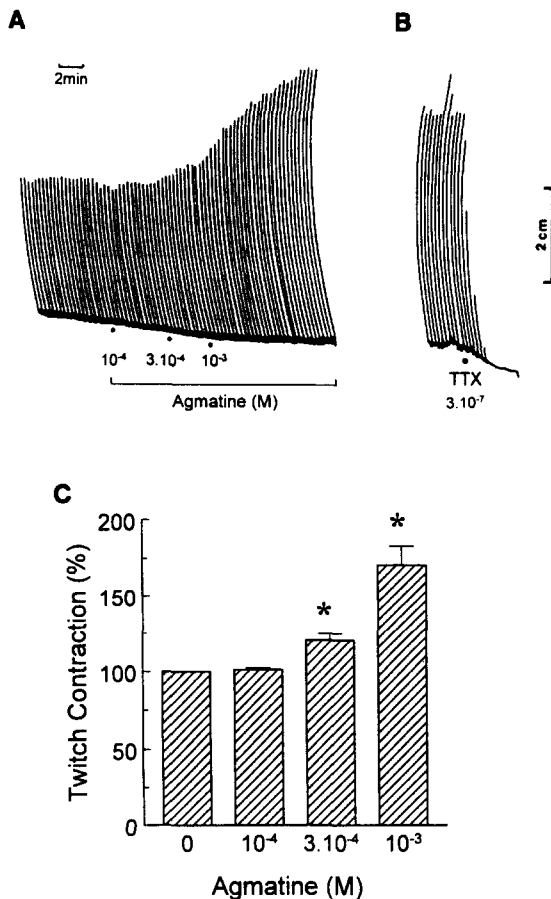 A
B
2min
2 cm
10⁻⁴ 3.10⁻⁴ 10⁻³
Agmatine (M)
TTX
3.10⁻⁷
C
Twitch Contraction (%)
200
150
100
50
0
*
*
0 10⁻⁴ 3.10⁻⁴ 10⁻³
Agmatine (M)